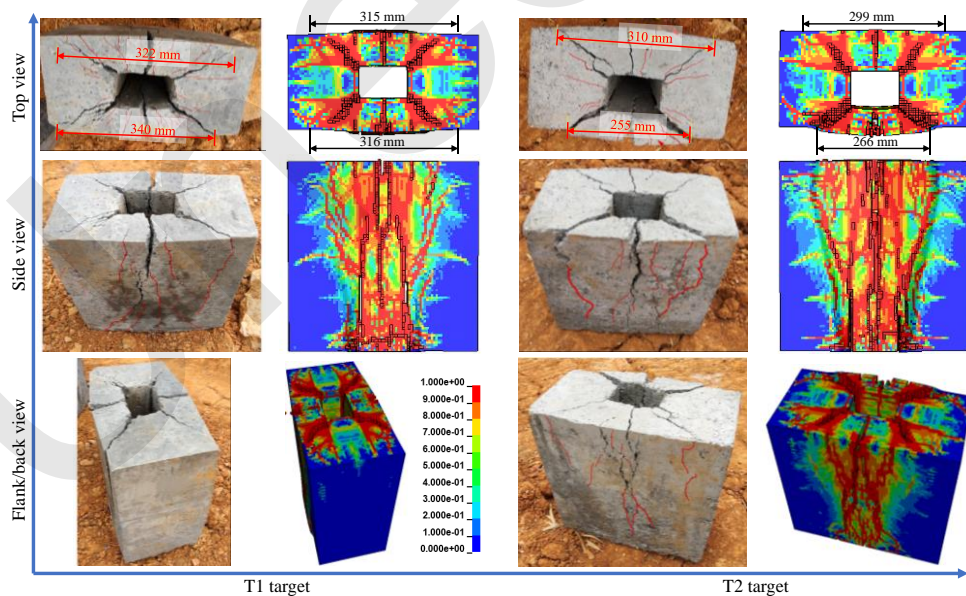 Top view
322 mm
340 mm
315 mm
316 mm
310 mm
255 mm
299 mm
266 mm
Side view
Flank/back view
1.000e+00
9.000e-01
8.000e-01
7.000e-01
6.000e-01
5.000e-01
4.000e-01
3.000e-01
2.000e-01
1.000e-01
0.000e+00
T1 target
T2 target